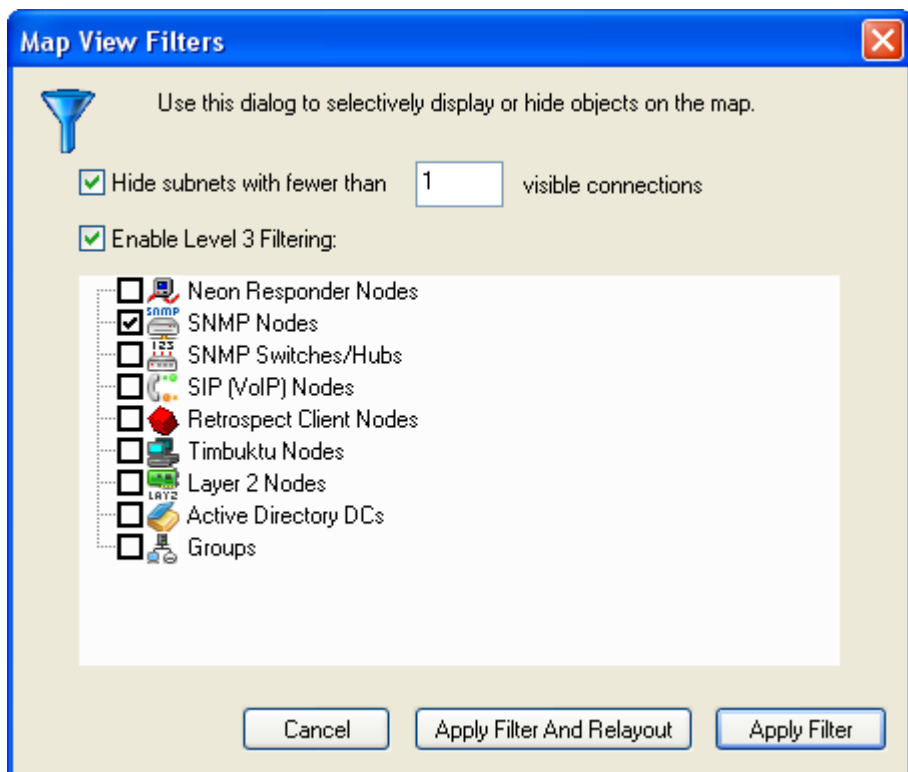 Map View Filters
Use this dialog to selectively display or hide objects on the map.
Hide subnets with fewer than 1 visible connections
Enable Level 3 Filtering:
Neon Responder Nodes
snmp
SNMP Nodes
123
SNMP Switches/Hubs
SIP (VoIP) Nodes
Retrospect Client Nodes
Timbuktu Nodes
Layer 2 Nodes
LAY2
Active Directory DCs
Groups
Cancel Apply Filter And Relayout Apply Filter